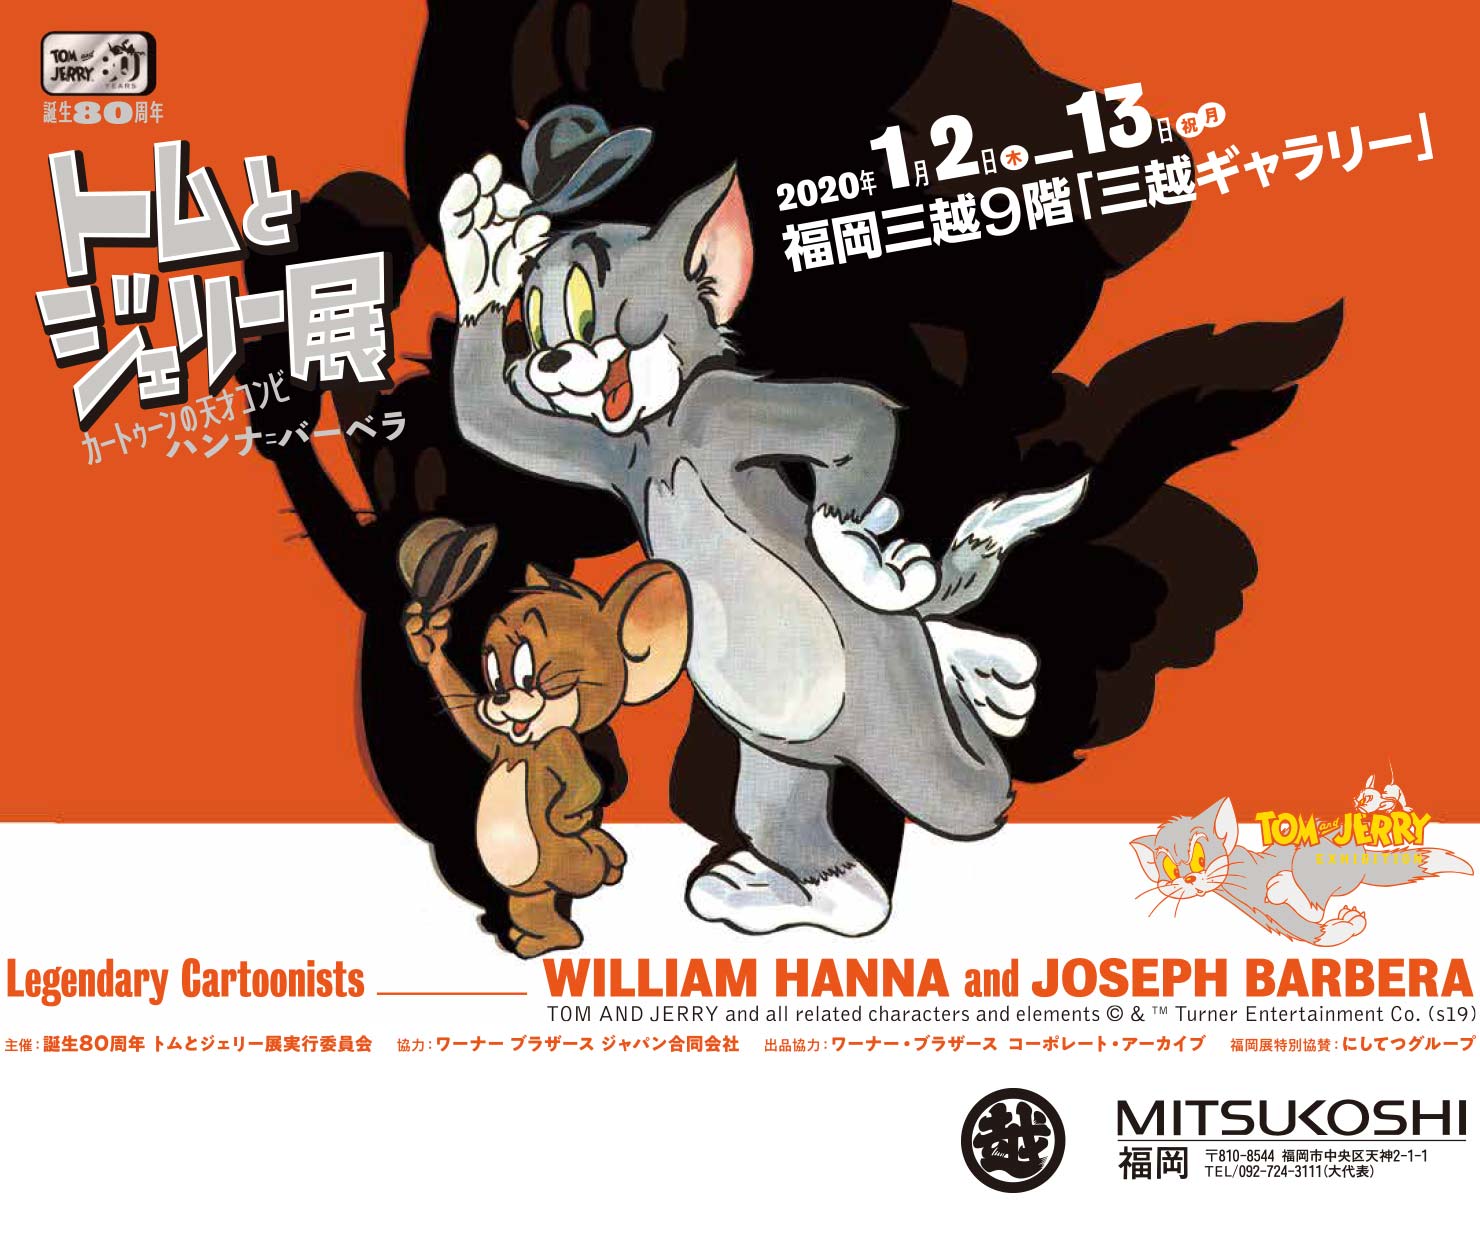 TOM and JERRY 80 YEARS
誕生80周年
トムと
ジェリー展
カートゥーンの天才コンビ
ハンナ=バーベラ
2020年1月2日木—13日祝月
福岡三越9階「三越ギャラリー」
TOM and JERRY
EXHIBITION
Legendary Cartoonists WILLIAM HANNA and JOSEPH BARBERA
TOM AND JERRY and all related characters and elements © & ™ Turner Entertainment Co. (s19)
主催:誕生80周年 トムとジェリー展実行委員会 協力:ワーナー ブラザース ジャパン合同会社 出品協力:ワーナー・ブラザース コーポレート・アーカイブ 福岡展特別協賛:にしてつグループ
越
MITSUKOSHI
福岡
〒810-8544 福岡市中央区天神2-1-1
TEL/092-724-3111(大代表)